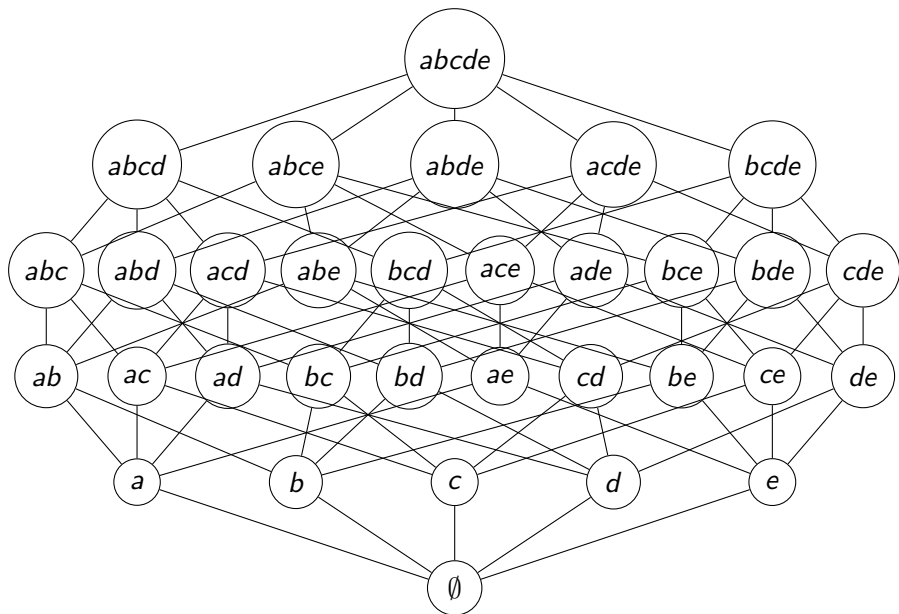 abcde
abcd abce abde acde bcde
abc abd acd abe bcd ace ade bce bde cde
ab ac ad bc bd ae cd be ce de
a b c d e
∅